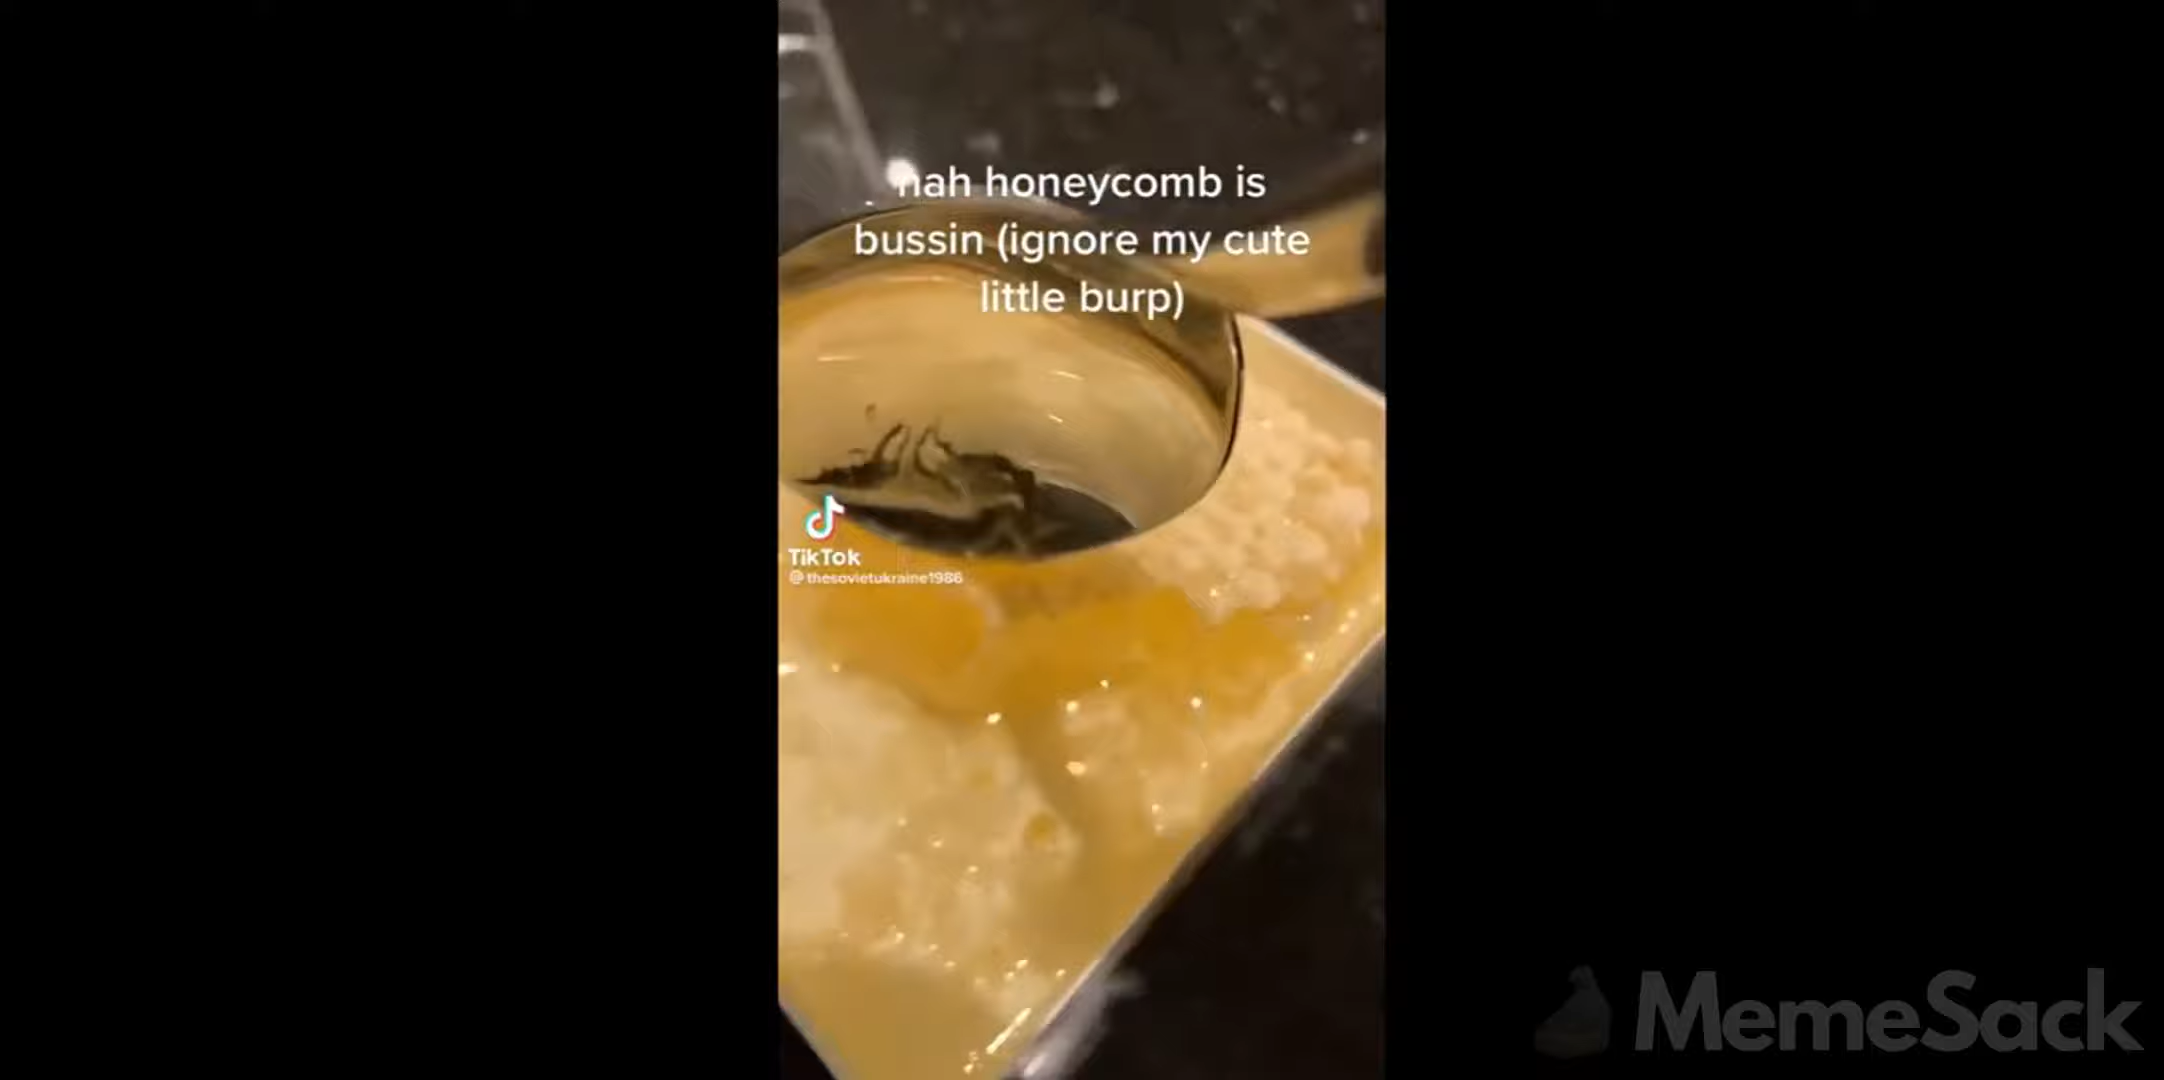 nah honeycomb is
bussin (ignore my cute
little burp)
TikTok
@thesovietukraine1986
MemeSack